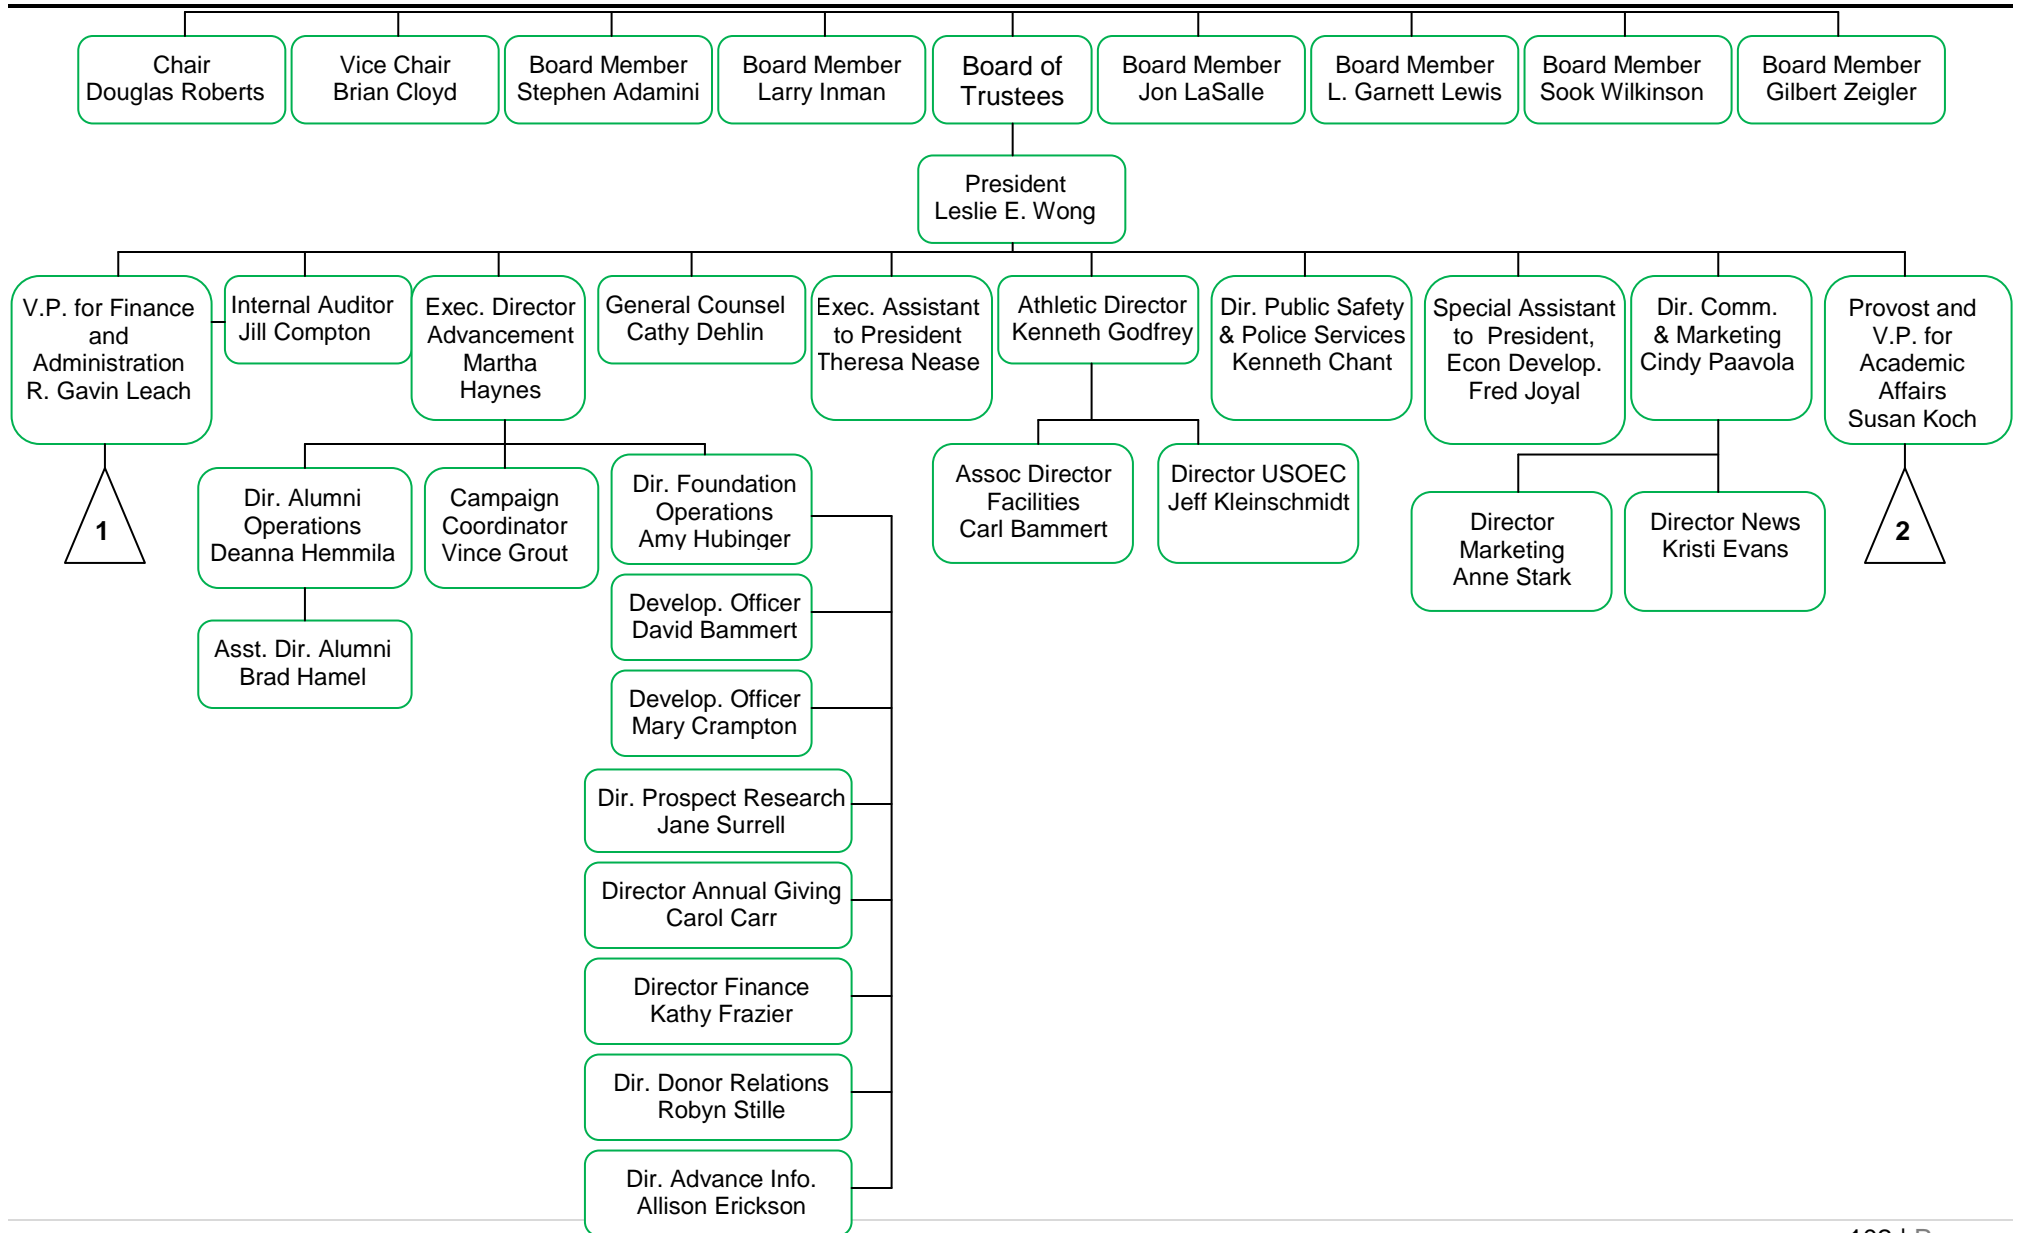 Chair
Douglas Roberts
Vice Chair
Brian Cloyd
Board Member
Stephen Adamini
Board Member
Larry Inman
Board of
Trustees
Board Member
Jon LaSalle
Board Member
L. Garnett Lewis
Board Member
Sook Wilkinson
Board Member
Gilbert Zeigler
President
Leslie E. Wong
V.P. for Finance
and
Administration
R. Gavin Leach
Internal Auditor
Jill Compton
Exec. Director
Advancement
Martha
Haynes
General Counsel
Cathy Dehlin
Exec. Assistant
to President
Theresa Nease
Athletic Director
Kenneth Godfrey
Dir. Public Safety
& Police Services
Kenneth Chant
Special Assistant
to President,
Econ Develop.
Fred Joyal
Dir. Comm.
& Marketing
Cindy Paavola
Provost and
V.P. for
Academic
Affairs
Susan Koch
1
Dir. Alumni
Operations
Deanna Hemmila
Campaign
Coordinator
Vince Grout
Dir. Foundation
Operations
Amy Hubinger
Assoc Director
Facilities
Carl Bammert
Director USOEC
Jeff Kleinschmidt
Director
Marketing
Anne Stark
Director News
Kristi Evans
2
Asst. Dir. Alumni
Brad Hamel
Develop. Officer
David Bammert
Develop. Officer
Mary Crampton
Dir. Prospect Research
Jane Surrell
Director Annual Giving
Carol Carr
Director Finance
Kathy Frazier
Dir. Donor Relations
Robyn Stille
Dir. Advance Info.
Allison Erickson